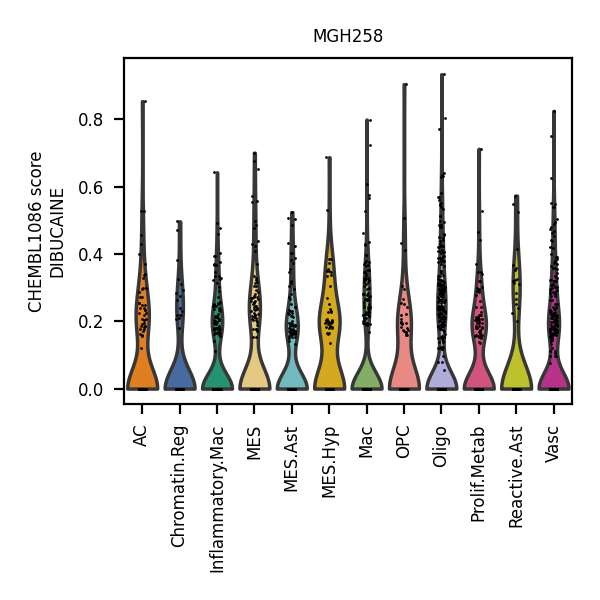 MGH258
CHEMBL1086 score
DIBUCAINE
0.8
0.6
0.4
0.2
0.0
AC
Chromatin.Reg
Inflammatory.Mac
MES
MES.Ast
MES.Hyp
Mac
OPC
Oligo
Prolif.Metab
Reactive.Ast
Vasc